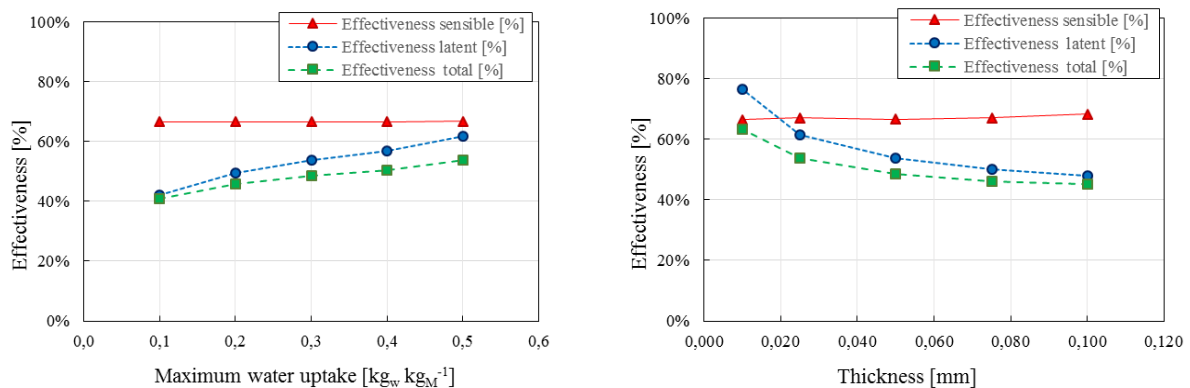 100%
80%
60%
40%
20%
0%
Effectiveness [%]
Effectiveness sensible [%]
Effectiveness latent [%]
Effectiveness total [%]
0,0 0,1 0,2 0,3 0,4 0,5 0,6
Maximum water uptake [kgw kgM-1]
100%
80%
60%
40%
20%
0%
Effectiveness [%]
Effectiveness sensible [%]
Effectiveness latent [%]
Effectiveness total [%]
0,000 0,020 0,040 0,060 0,080 0,100 0,120
Thickness [mm]